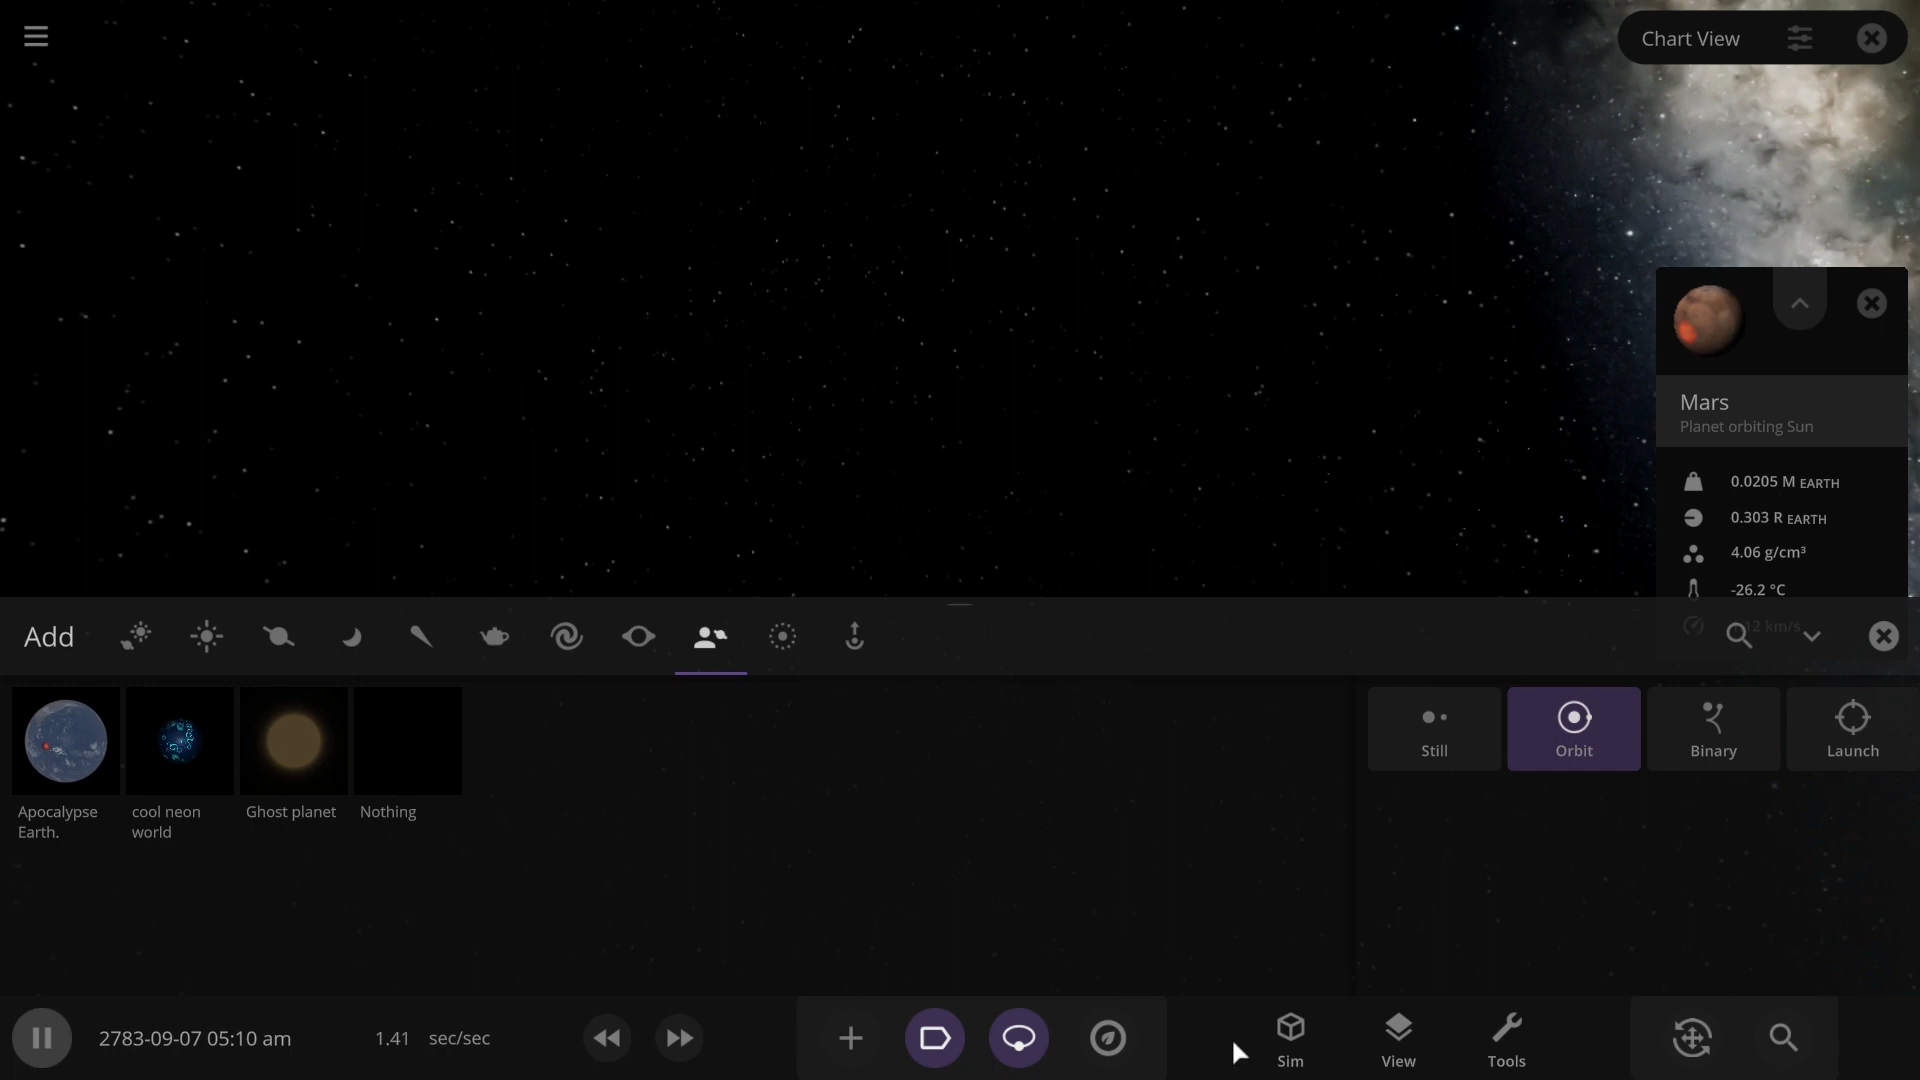 Chart View
Mars
Planet orbiting Sun
0.0205 M EARTH
0.303 R EARTH
4.06 g/cm³
-26.2 °C
12 km/s
Add
Apocalypse
Earth.
cool neon
world
Ghost planet
Nothing
Still
Orbit
Binary
Launch
2783-09-07 05:10 am
1.41 sec/sec
Sim
View
Tools